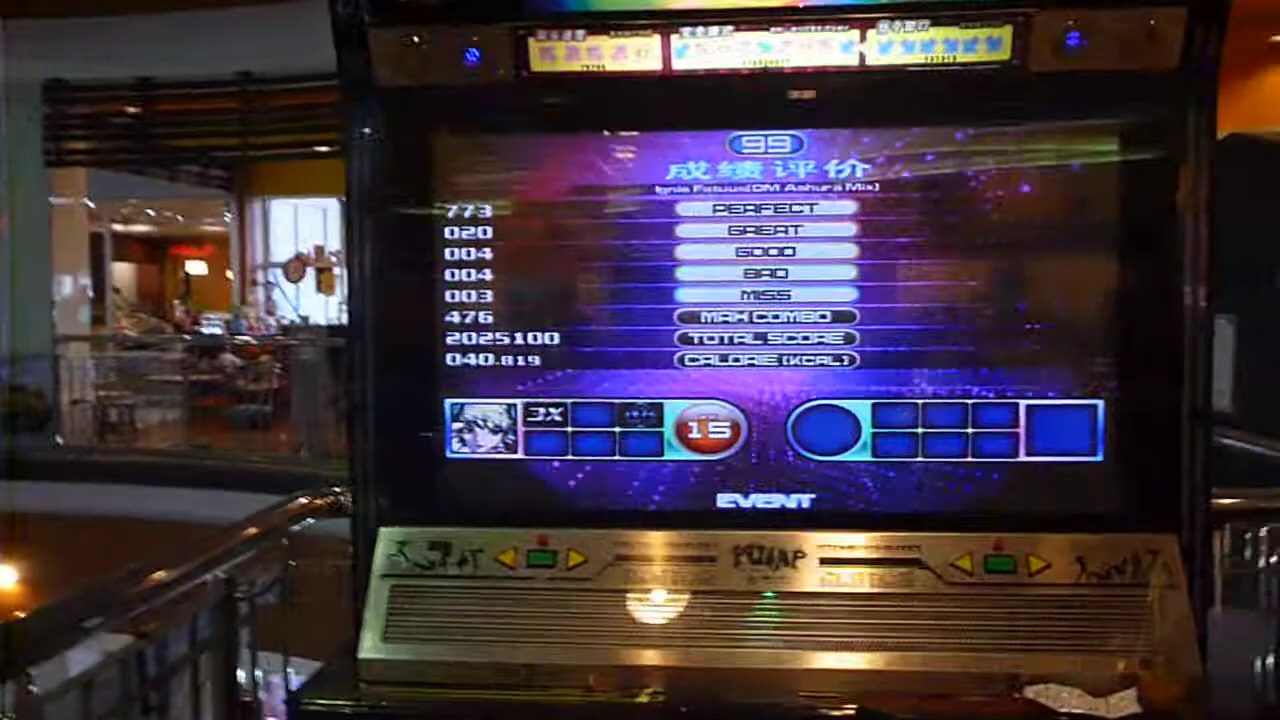 99
成绩评价
Ignis Fatuus(DM Ashura Mix)
773 PERFECT
020 GREAT
004 GOOD
004 BAD
003 MISS
476 MAX COMBO
2025100 TOTAL SCORE
040.819 CALORIE (KCAL)
3X
15
EVENT
PUMP